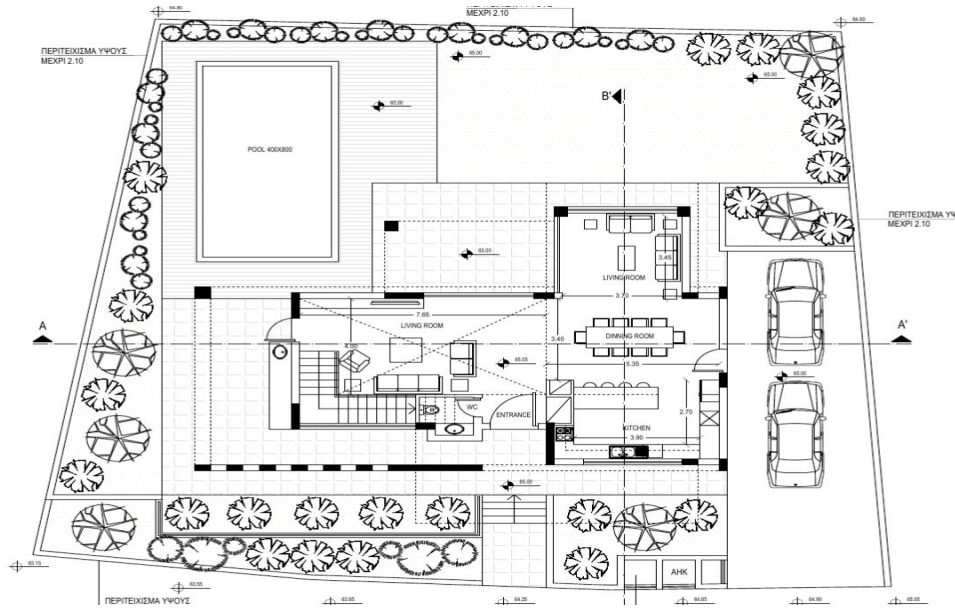 64.80
ΜΕΧΡΙ 2.10
64.80
ΠΕΡΙΤΕΙΧΙΣΜΑ ΥΨΟΥΣ
ΜΕΧΡΙ 2.10
65.00
65.00
65.00
B'
POOL 400X800
ΠΕΡΙΤΕΙΧΙΣΜΑ ΥΨ
ΜΕΧΡΙ 2.10
65.00
3.45
LIVING ROOM
3.70
7.65
LIVING ROOM
A
A'
DINNING ROOM
3.40
4.00
65.05
5.35
65.00
WC
ENTRANCE
2.70
KITCHEN
3.90
65.00
63.15
AHK
63.55
ΠΕΡΙΤΕΙΧΙΣΜΑ ΥΨΟΥΣ
63.85
64.25
64.65
64.90
65.05